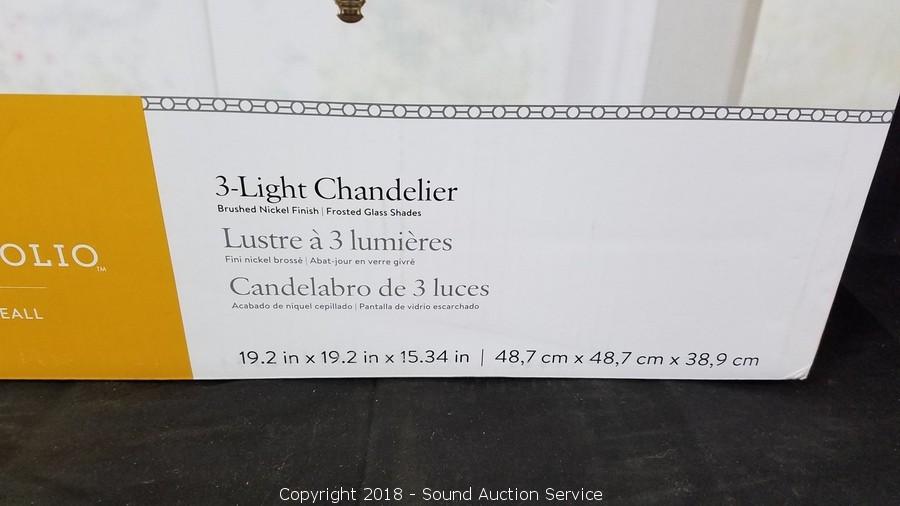 3-Light Chandelier
Brushed Nickel Finish | Frosted Glass Shades
Lustre à 3 lumières
Fini nickel brossé | Abat-jour en verre givré
Candelabro de 3 luces
Acabado de niquel cepillado | Pantalla de vidrio escarchado
19.2 in x 19.2 in x 15.34 in | 48,7 cm x 48,7 cm x 38,9 cm
OLIO™
EALL
Copyright 2018 - Sound Auction Service